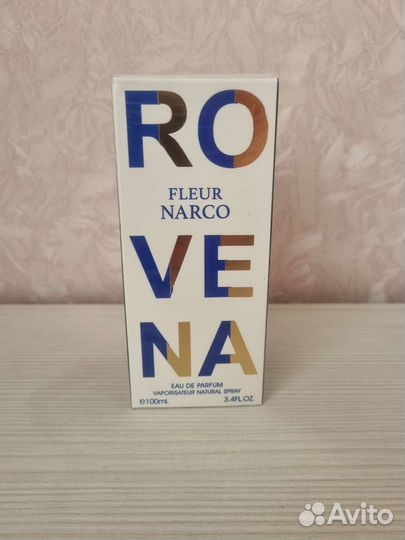 RO
FLEUR
NARCO
VE
NA
EAU DE PARFUM
VAPORISATEUR NATURAL SPRAY
e100ml. 3.4FL.OZ.
Avito